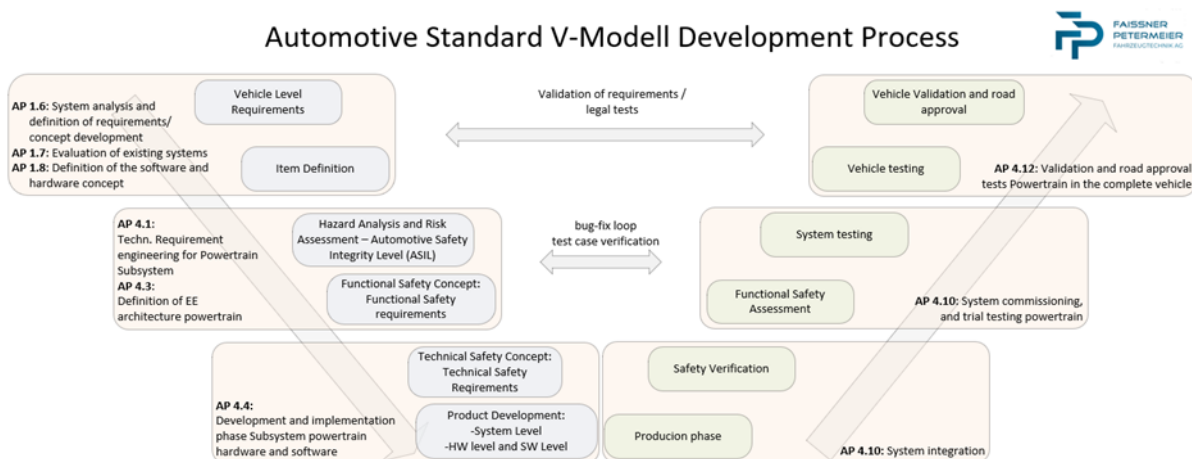 Automotive Standard V-Modell Development Process
FAISSNER
PETERMEIER
FAHRZEUGTECHNIK AG
AP 1.6: System analysis and
definition of requirements/
concept development
AP 1.7: Evaluation of existing systems
AP 1.8: Definition of the software and
hardware concept
Vehicle Level
Requirements
Item Definition
Validation of requirements /
legal tests
Vehicle Validation and road
approval
Vehicle testing
AP 4.12: Validation and road approval
tests Powertrain in the complete vehicle
AP 4.1:
Techn. Requirement
engineering for Powertrain
Subsystem
AP 4.3:
Definition of EE
architecture powertrain
Hazard Analysis and Risk
Assessment – Automotive Safety
Integrity Level (ASIL)
Functional Safety Concept:
Functional Safety
requirements
bug-fix loop
test case verification
System testing
Functional Safety
Assessment
AP 4.10: System commissioning,
and trial testing powertrain
AP 4.4:
Development and implementation
phase Subsystem powertrain
hardware and software
Technical Safety Concept:
Technical Safety
Reqirements
Product Development:
-System Level
-HW level and SW Level
Safety Verification
Producion phase
AP 4.10: System integration